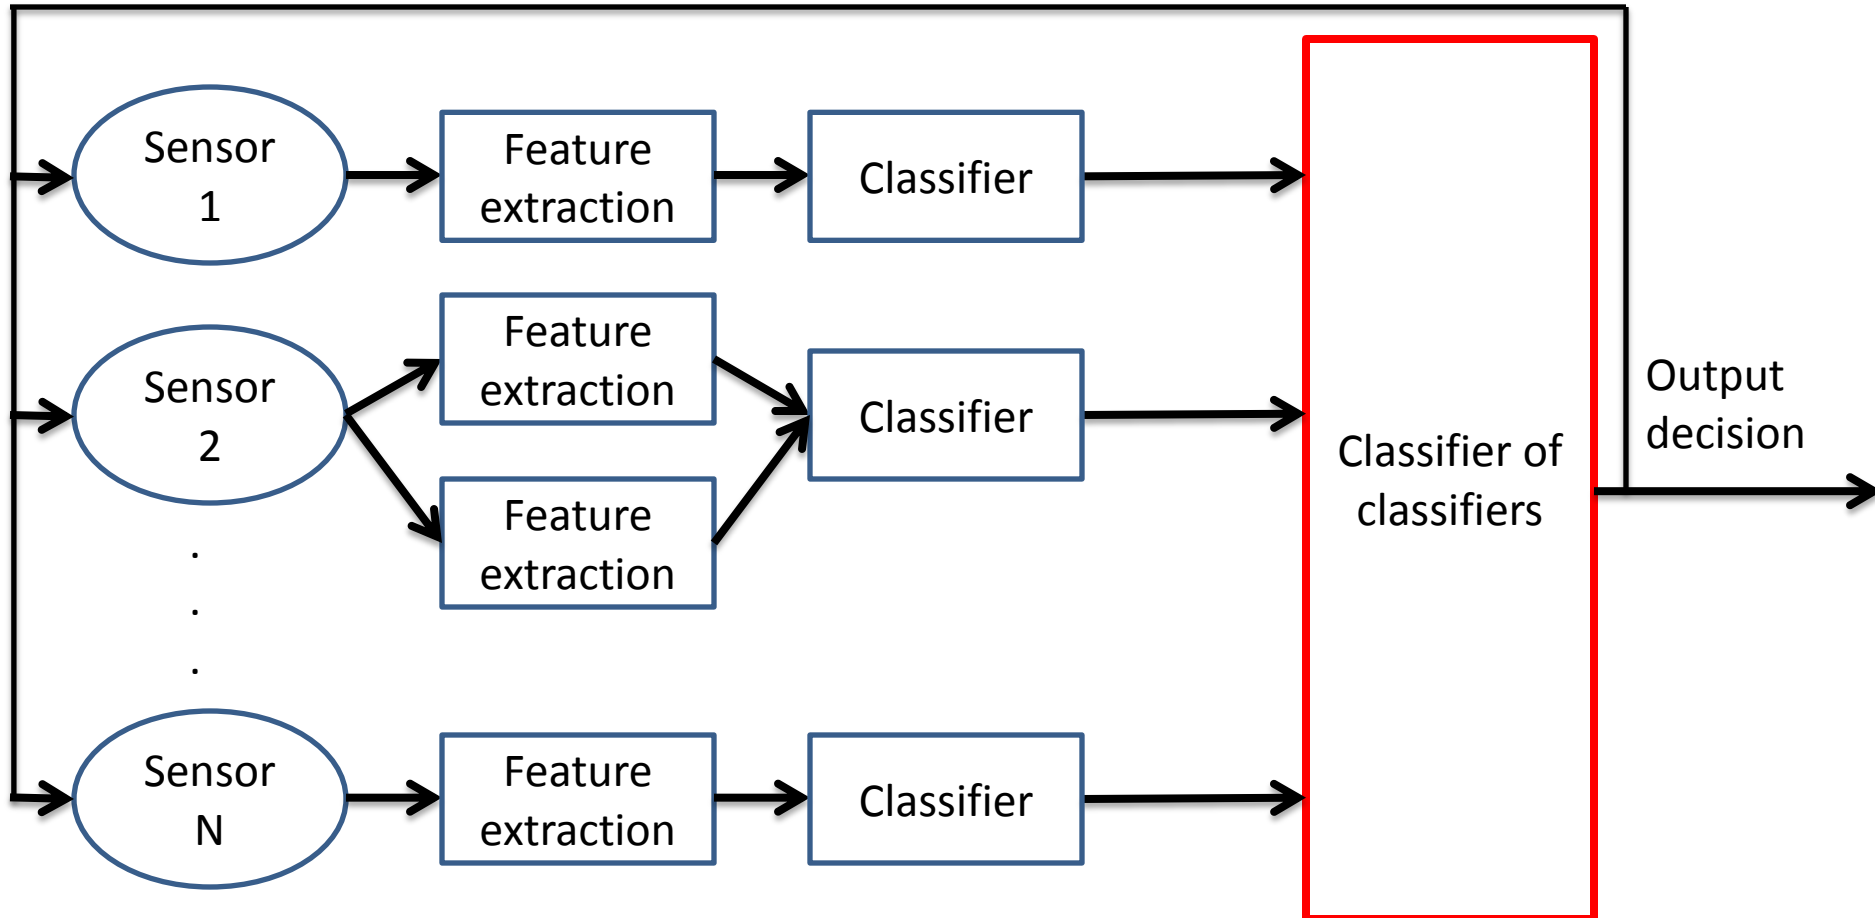 Sensor
1
Feature
extraction
Classifier
Sensor
2
Feature
extraction
Feature
extraction
Classifier
.
.
.
Sensor
N
Feature
extraction
Classifier
Classifier of
classifiers
Output
decision